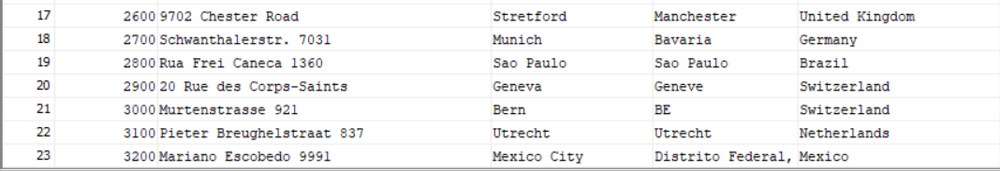 17 2600 9702 Chester Road Stretford Manchester United Kingdom
18 2700 Schwanthalerstr. 7031 Munich Bavaria Germany
19 2800 Rua Frei Caneca 1360 Sao Paulo Sao Paulo Brazil
20 2900 20 Rue des Corps-Saints Geneva Geneve Switzerland
21 3000 Murtenstrasse 921 Bern BE Switzerland
22 3100 Pieter Breughelstraat 837 Utrecht Utrecht Netherlands
23 3200 Mariano Escobedo 9991 Mexico City Distrito Federal, Mexico